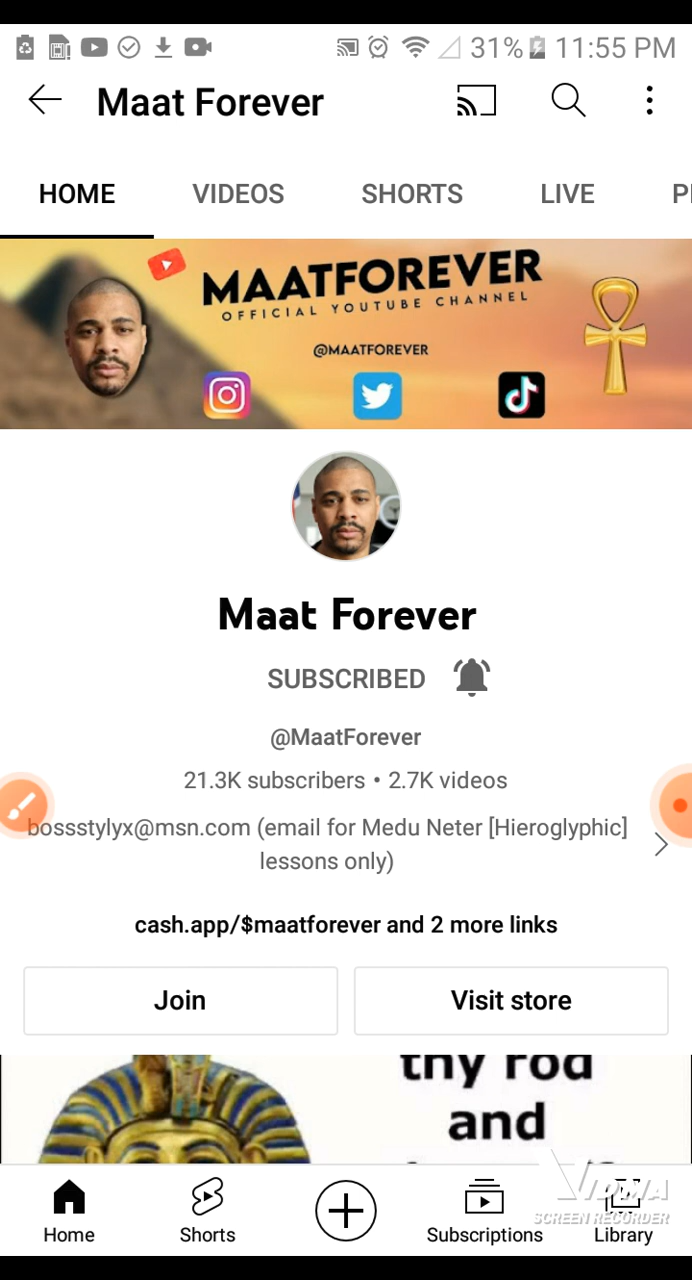 31% 11:55 PM
Maat Forever
HOME VIDEOS SHORTS LIVE
MAATFOREVER
OFFICIAL YOUTUBE CHANNEL
@MAATFOREVER
Maat Forever
SUBSCRIBED
@MaatForever
21.3K subscribers • 2.7K videos
bossstylyx@msn.com (email for Medu Neter [Hieroglyphic]
lessons only)
cash.app/$maatforever and 2 more links
Join Visit store
thy rod
and
Home Shorts Subscriptions Library
VIDMA
SCREEN RECORDER